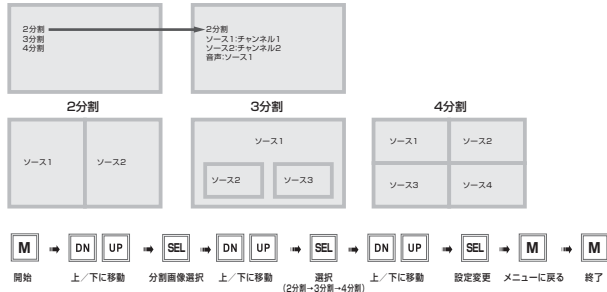 2分割
3分割
4分割
2分割
ソース1:チャンネル1
ソース2:チャンネル2
音声:ソース1
2分割
3分割
4分割
ソース1
ソース2
ソース1
ソース2
ソース3
ソース1
ソース2
ソース3
ソース4
M DN UP SEL DN UP SEL DN UP SEL M M
開始 上／下に移動 分割画像選択 上／下に移動 選択 上／下に移動 設定変更 メニューに戻る 終了
(2分割→3分割→4分割)